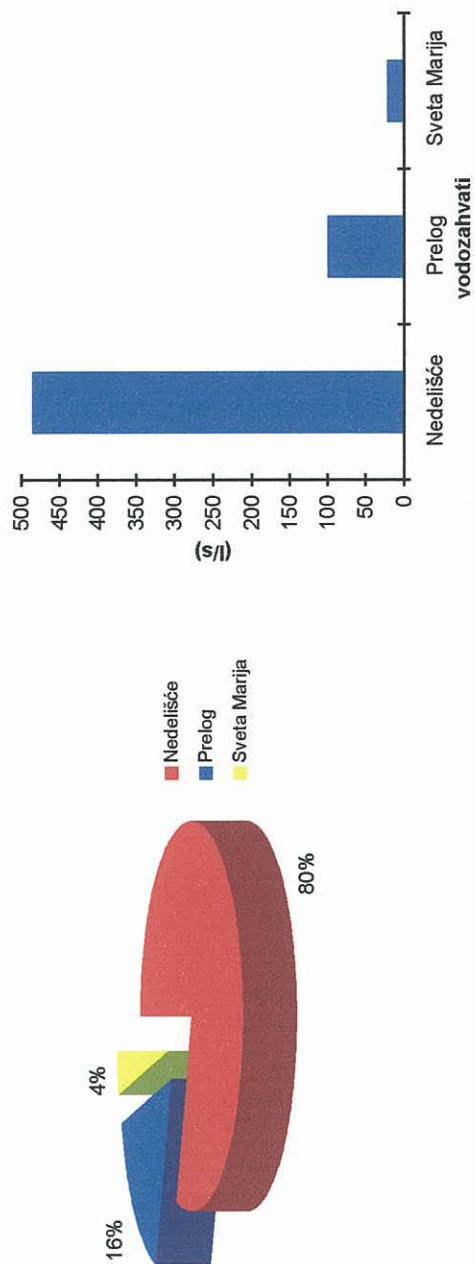 16%
4%
80%
Nedelišće
Prelog
Sveta Marija
(l/s)
500
450
400
350
300
250
200
150
100
50
0
Nedelišće
Prelog
Sveta Marija
vodozahvati